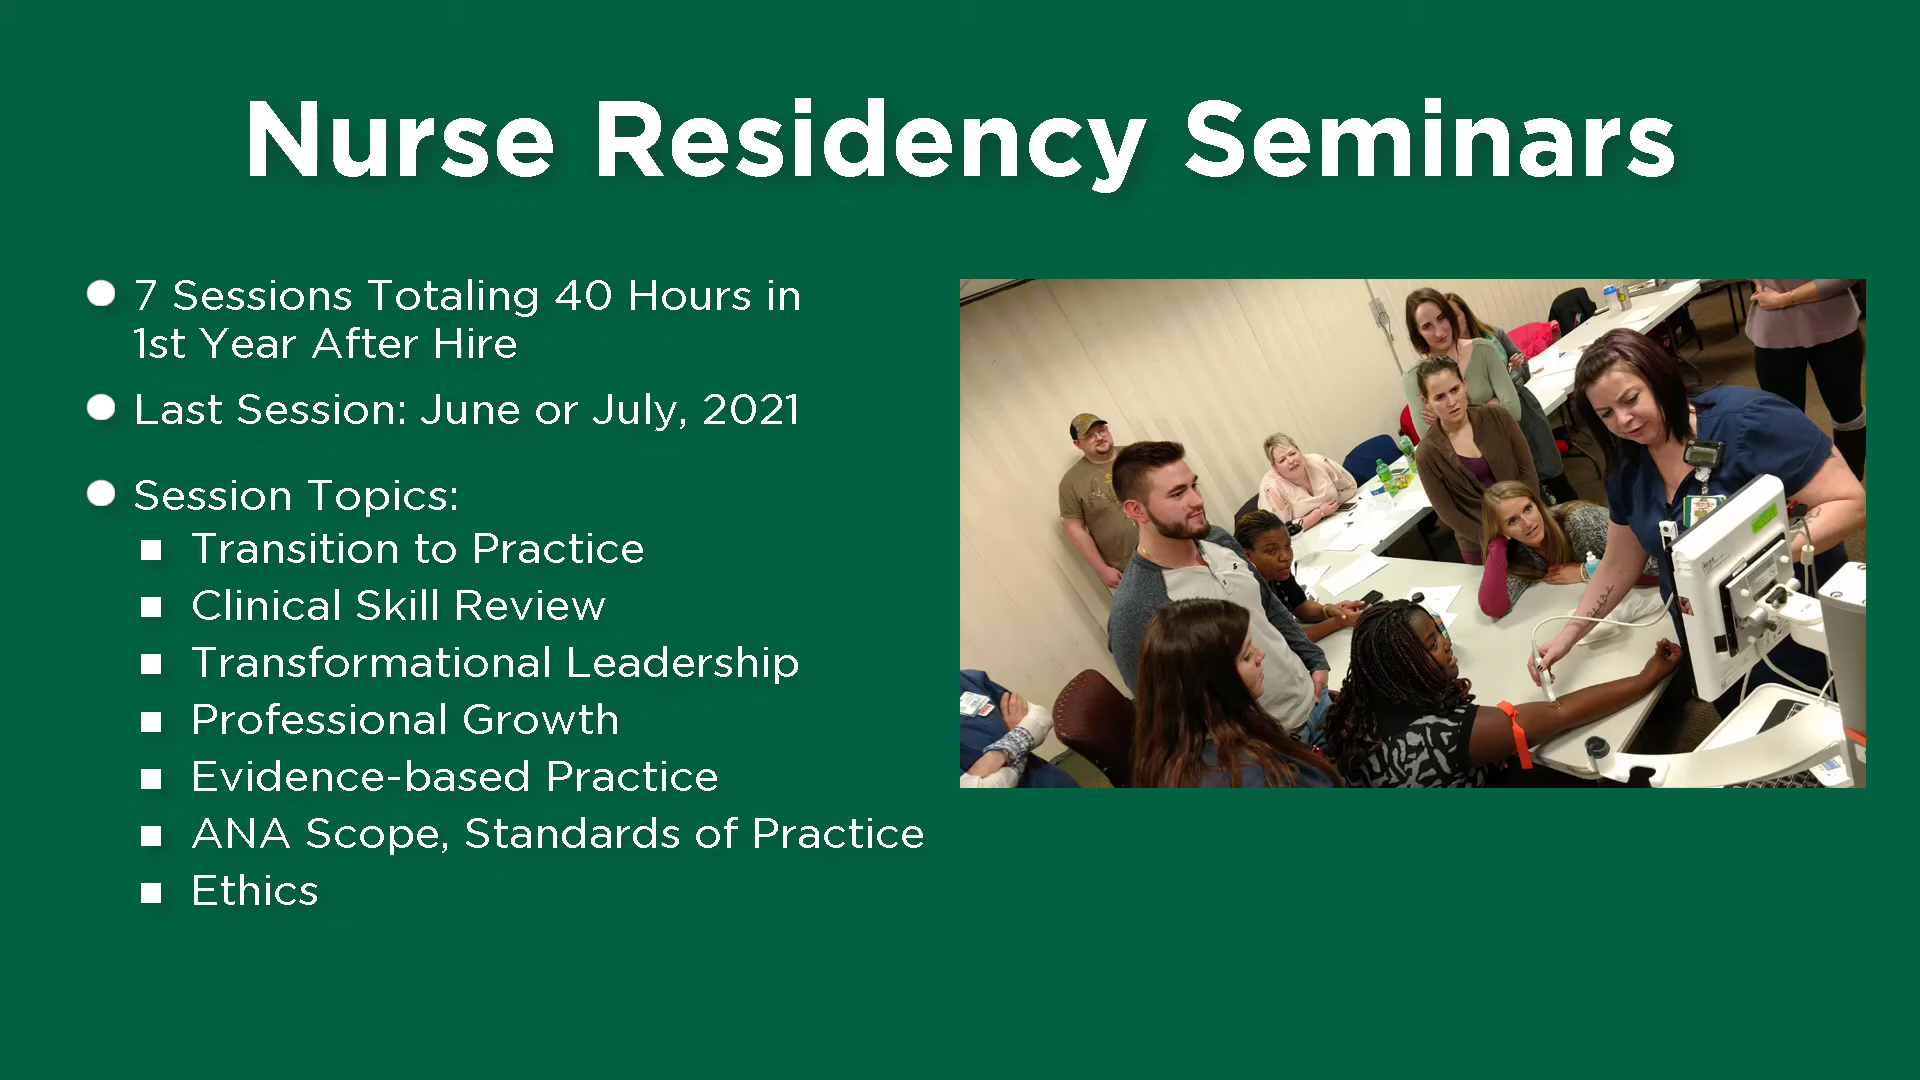 Nurse Residency Seminars
7 Sessions Totaling 40 Hours in
1st Year After Hire
Last Session: June or July, 2021
Session Topics:
Transition to Practice
Clinical Skill Review
Transformational Leadership
Professional Growth
Evidence-based Practice
ANA Scope, Standards of Practice
Ethics